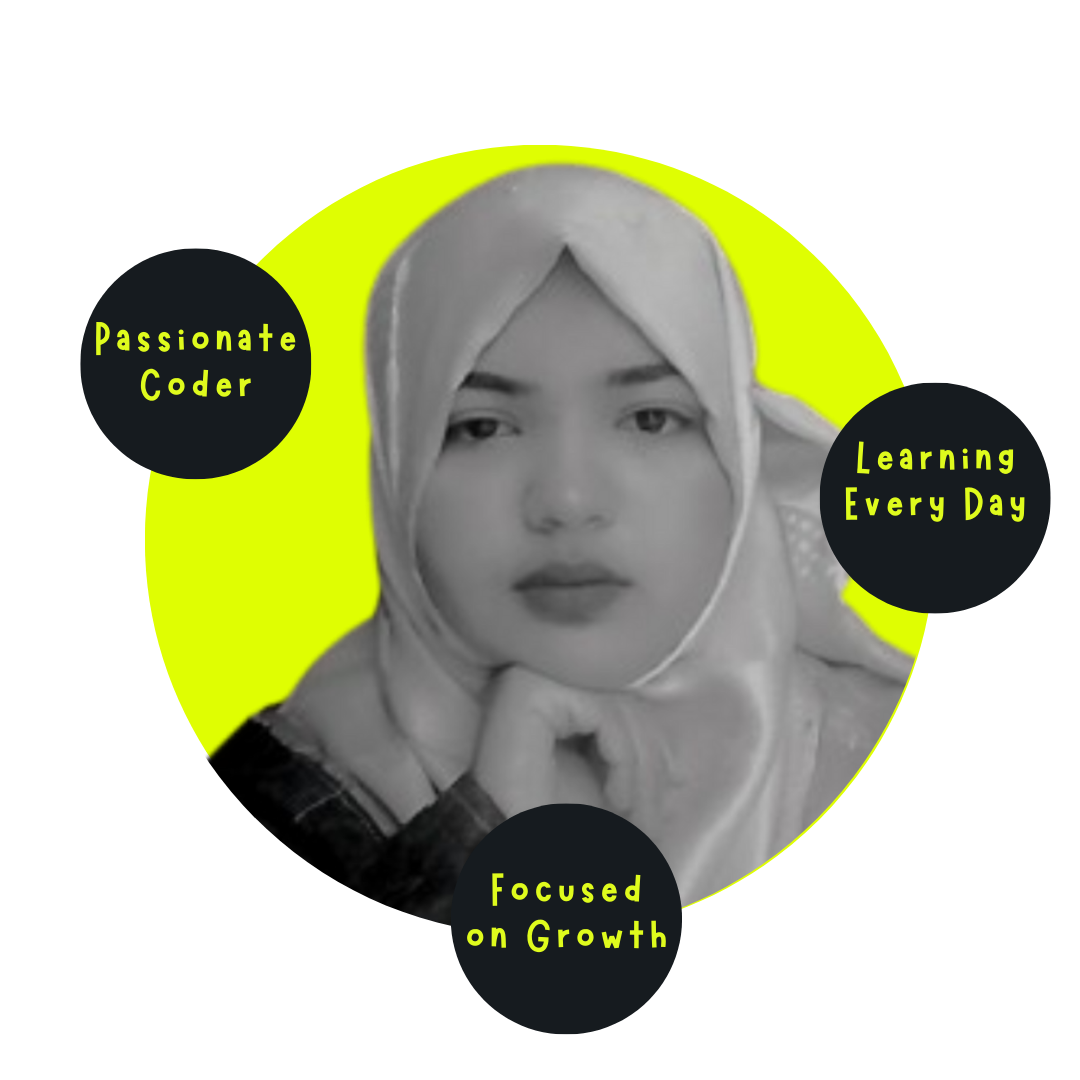 Passionate
Coder
Learning
Every Day
Focused
on Growth